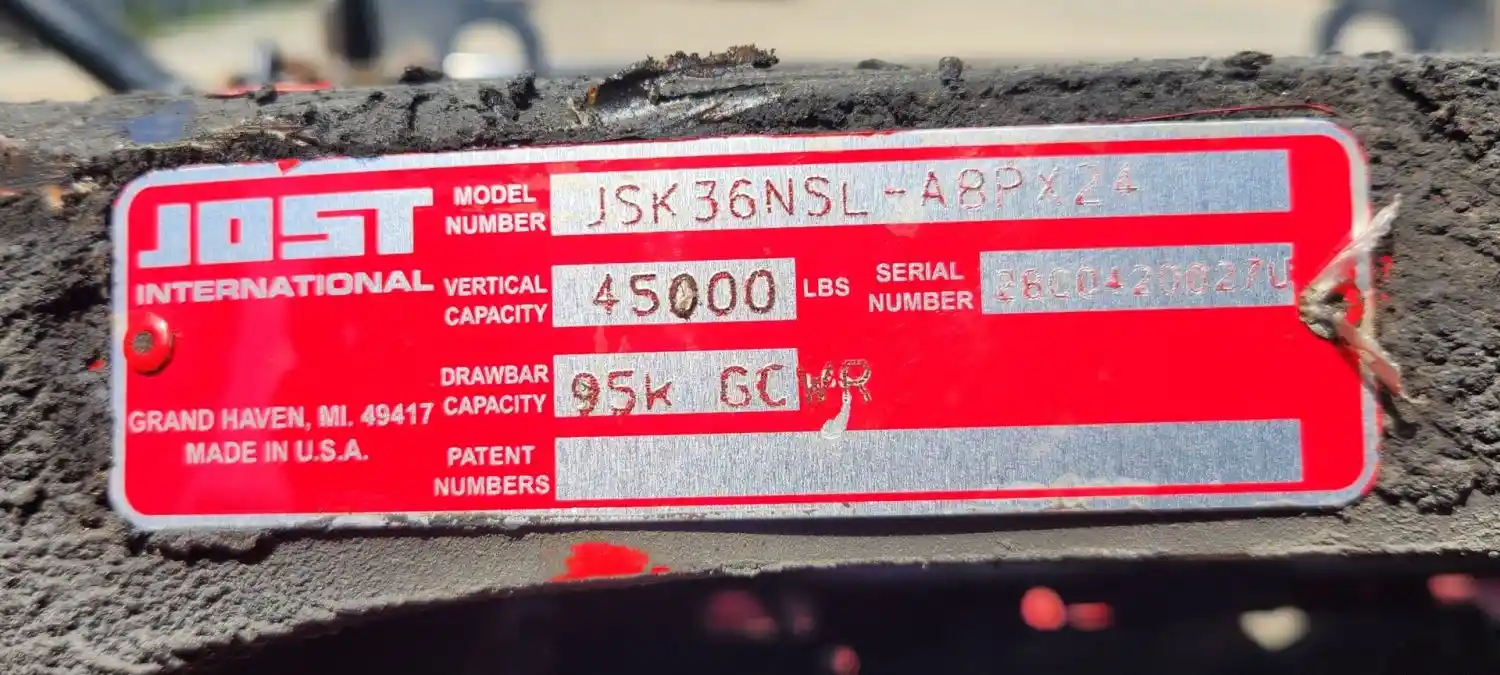 JOST
INTERNATIONAL
GRAND HAVEN, MI. 49417
MADE IN U.S.A.
MODEL
NUMBER
JSK36NSL-A8PX24
VERTICAL
CAPACITY
45000 LBS
SERIAL
NUMBER
DRAWBAR
CAPACITY
95k GCWR
PATENT
NUMBERS